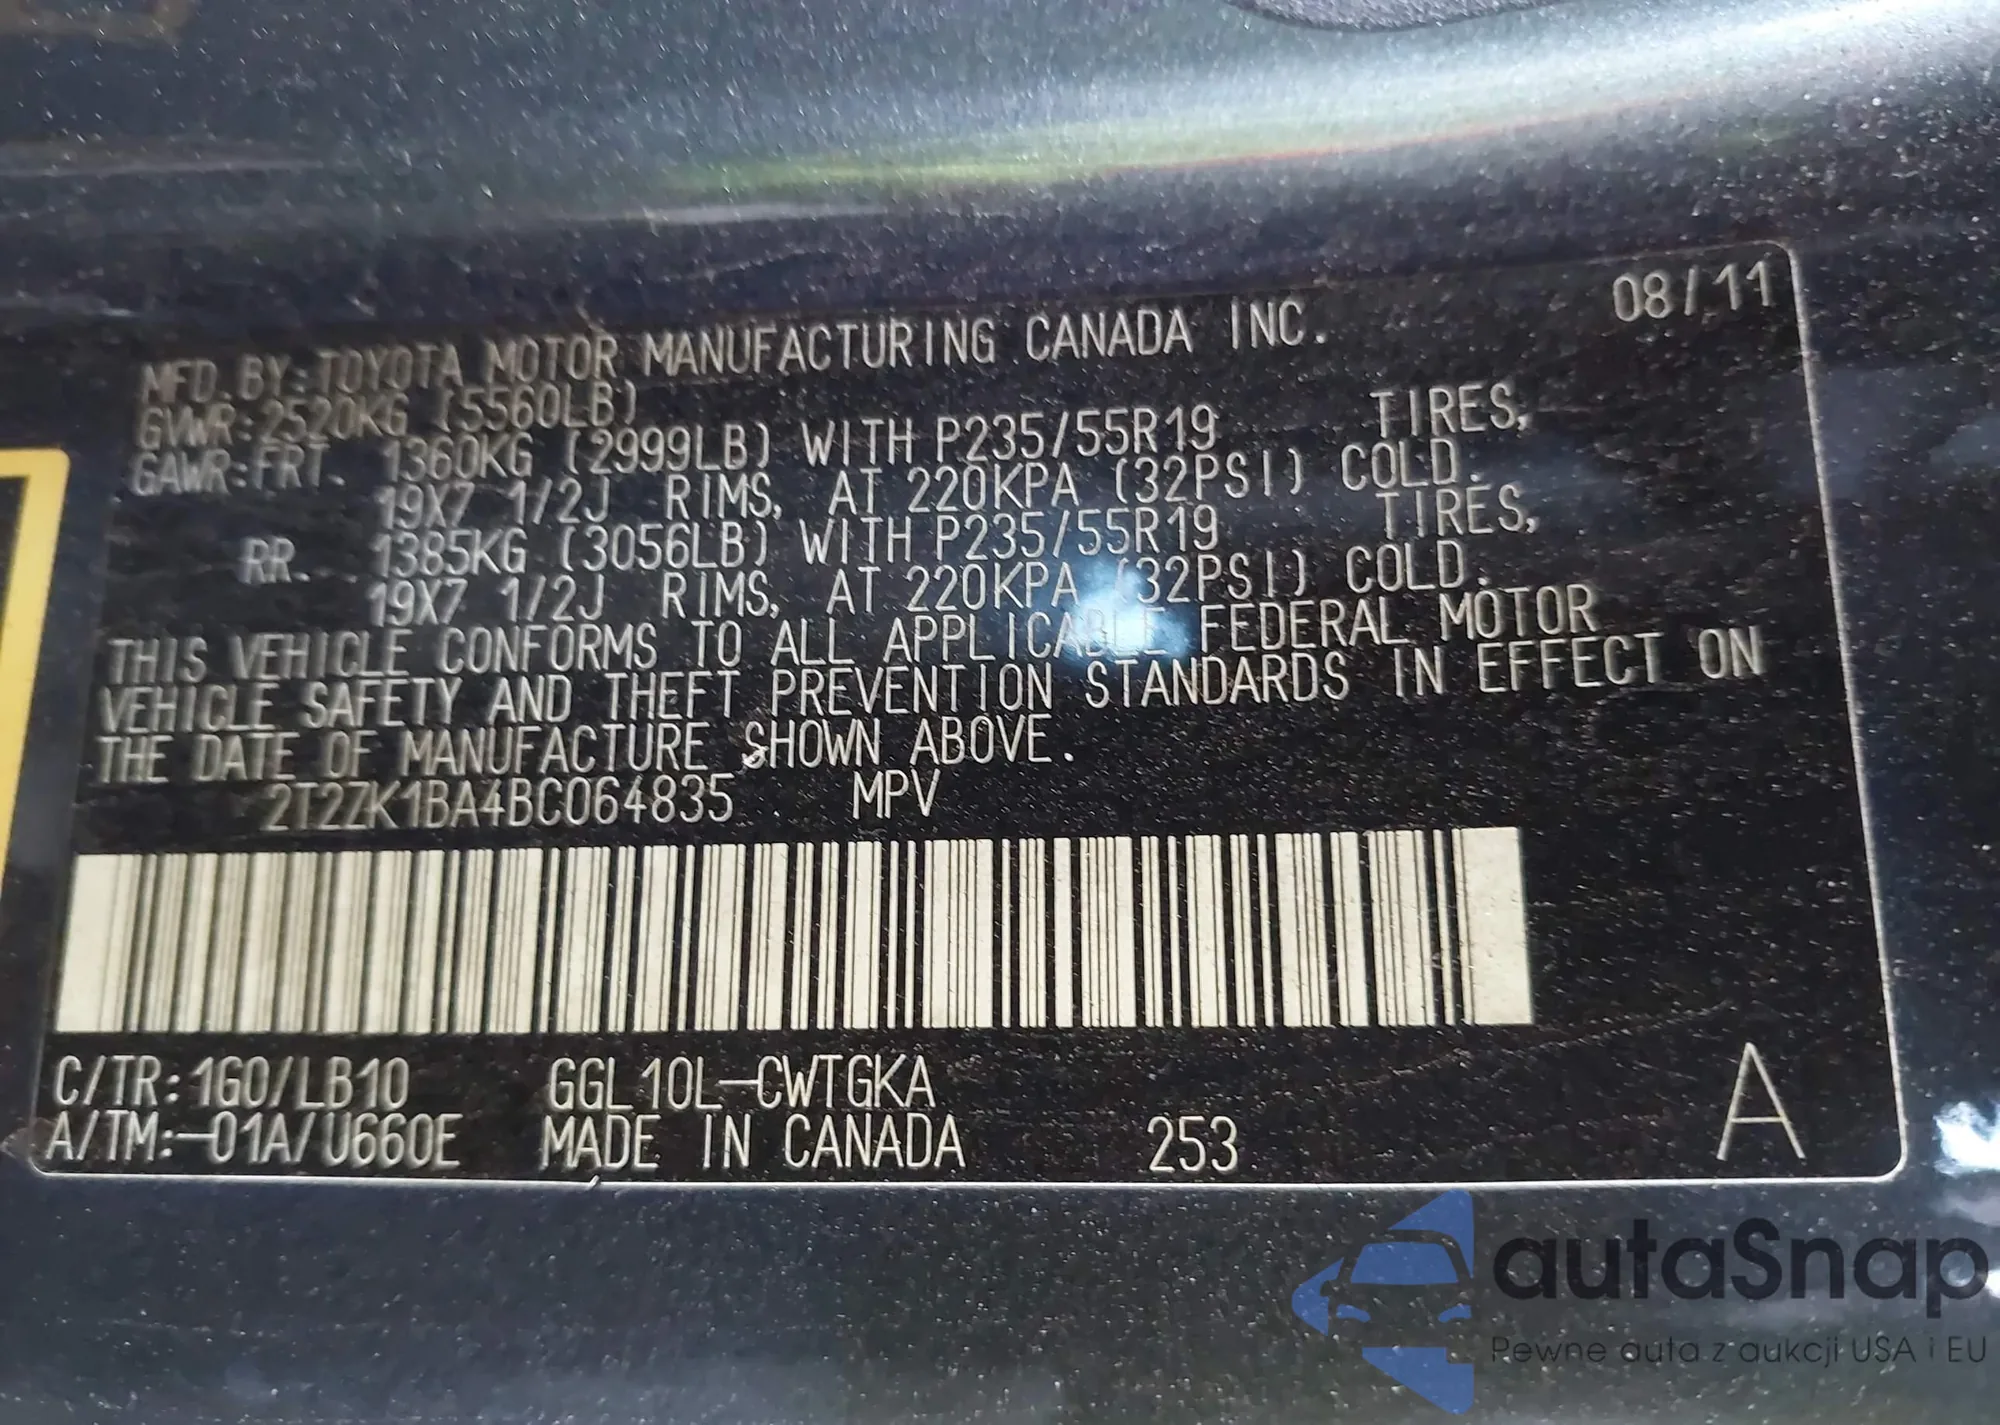 08/11
MFD. BY: TOYOTA MOTOR MANUFACTURING CANADA INC.
GVWR: 2520KG (5560LB)
GAWR: FRT. 1360KG (2999LB) WITH P235/55R19 TIRES,
19X7 1/2J RIMS, AT 220KPA (32PSI) COLD.
RR. 1385KG (3056LB) WITH P235/55R19 TIRES,
19X7 1/2J RIMS, AT 220KPA (32PSI) COLD.
THIS VEHICLE CONFORMS TO ALL APPLICABLE FEDERAL MOTOR
VEHICLE SAFETY AND THEFT PREVENTION STANDARDS IN EFFECT ON
THE DATE OF MANUFACTURE SHOWN ABOVE.
2T2ZK1BA4BC064835 MPV
C/TR: 1G0/LB10 GGL10L-CWTGKA
A/TM: -01A/U660E MADE IN CANADA 253 A
autaSnap
Pewne auta z aukcji USA i EU